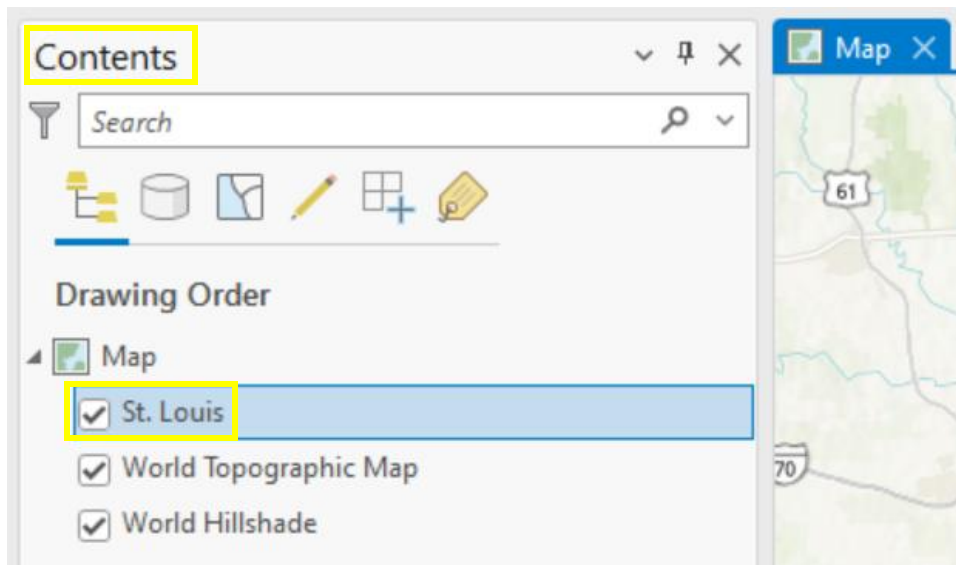 Contents
Map
Search
61
Drawing Order
Map
St. Louis
World Topographic Map
70
World Hillshade